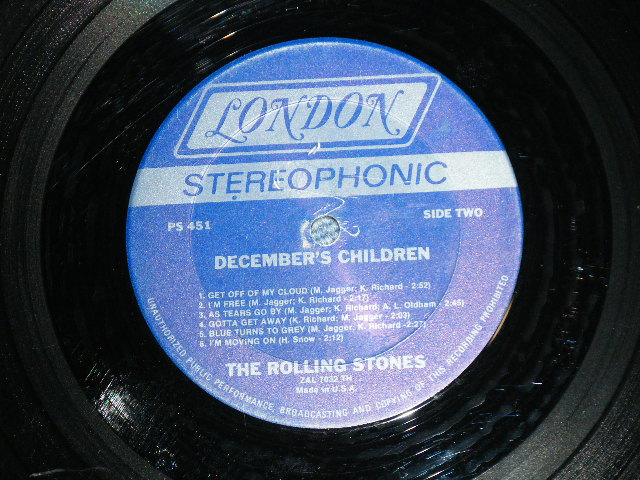 LONDON
STEREOPHONIC
PS 451
SIDE TWO
DECEMBER'S CHILDREN
1. GET OFF OF MY CLOUD (M. Jagger; K. Richard - 2:52)
2. I'M FREE (M. Jagger; K. Richard - 2:17)
3. AS TEARS GO BY (M. Jagger; K. Richard; A. L. Oldham - 2:45)
4. GOTTA GET AWAY (K. Richard; M. Jagger - 2:03)
5. BLUE TURNS TO GREY (M. Jagger; K. Richard - 2:27)
6. I'M MOVING ON (H. Snow - 2:12)
THE ROLLING STONES
ZAL 7032 TH
Made in U.S.A.
UNAUTHORIZED PUBLIC PERFORMANCE, BROADCASTING AND COPYING OF THIS RECORDING PROHIBITED